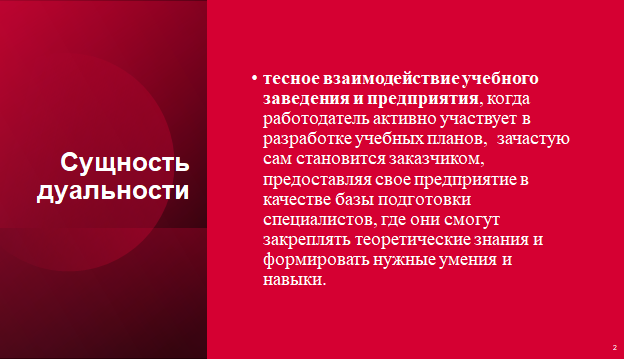 Сущность
дуальности
• тесное взаимодействие учебного
заведения и предприятия, когда
работодатель активно участвует в
разработке учебных планов,  зачастую
сам становится заказчиком,
предоставляя свое предприятие в
качестве базы подготовки
специалистов, где они смогут
закреплять теоретические знания и
формировать нужные умения и
навыки.
2